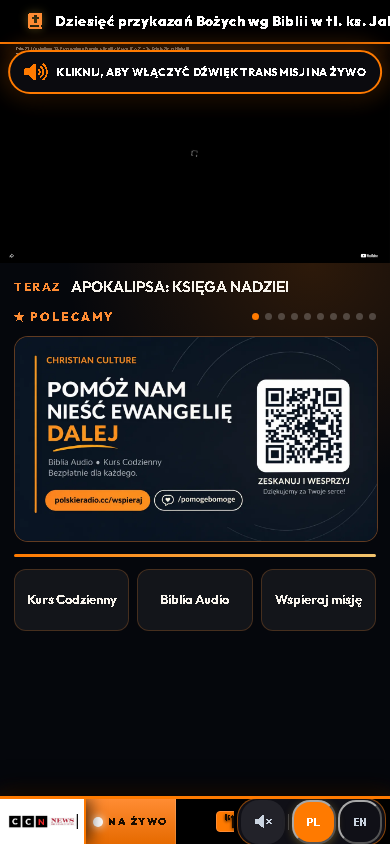 Dziesięć przykazań Bożych wg Biblii w tł. ks. Jak
KLIKNIJ, ABY WŁĄCZYĆ DŹWIĘK TRANSMISJI NA ŻYWO
YouTube
TERAZ APOKALIPSA: KSIĘGA NADZIEI
★ POLECAMY
CHRISTIAN CULTURE
POMÓŻ NAM
NIEŚĆ EWANGELIĘ
DALEJ
Biblia Audio • Kurs Codzienny
Bezpłatnie dla każdego.
polskieradio.cc/wspieraj
/pomogebomoge
ZESKANUJ I WESPRZYJ
Dziękujemy za Twoje serce!
Kurs Codzienny
Biblia Audio
Wspieraj misję
CCN NEWS
NA ŻYWO
PL
EN